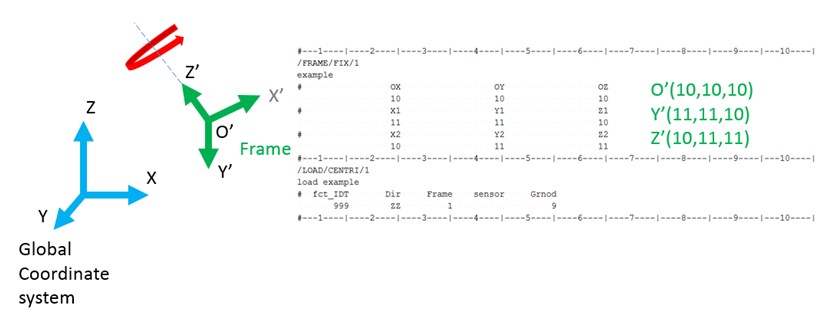 Z
X
Y
Global
Coordinate
system
Z'
X'
O'
Frame
Y'
#---1----|----2----|----3----|----4----|----5----|----6----|----7----|----8----|----9----|---10----|
/FRAME/FIX/1
example
# OX OY OZ
10 10 10
# X1 Y1 Z1
11 11 10
# X2 Y2 Z2
10 11 11
#---1----|----2----|----3----|----4----|----5----|----6----|----7----|----8----|----9----|---10----|
/LOAD/CENTRI/1
load example
# fct_IDT Dir Frame sensor Grnod
999 ZZ 1 9
#---1----|----2----|----3----|----4----|----5----|----6----|----7----|----8----|----9----|---10----|
O'(10,10,10)
Y'(11,11,10)
Z'(10,11,11)